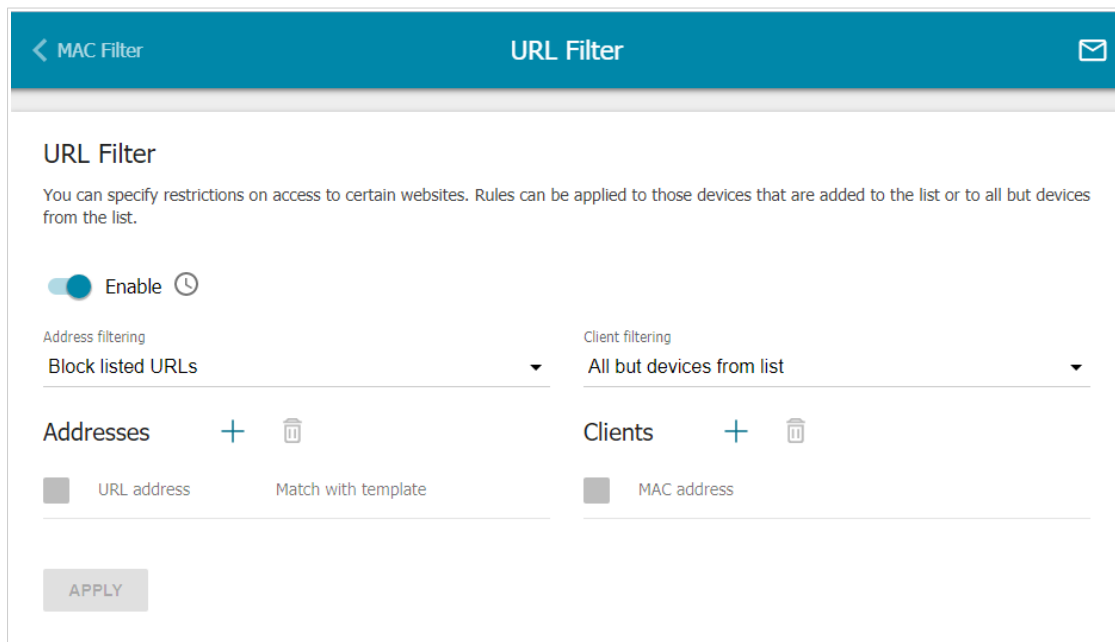 MAC Filter
URL Filter
URL Filter
You can specify restrictions on access to certain websites. Rules can be applied to those devices that are added to the list or to all but devices
from the list.
Enable
Address filtering
Block listed URLs
Client filtering
All but devices from list
Addresses
URL address Match with template
Clients
MAC address
APPLY